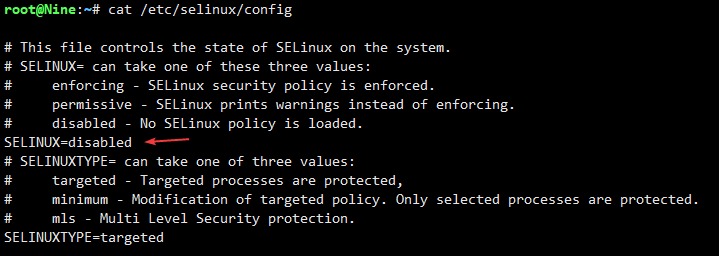 root@Nine:~# cat /etc/selinux/config
# This file controls the state of SELinux on the system.
# SELINUX= can take one of these three values:
#     enforcing - SELinux security policy is enforced.
#     permissive - SELinux prints warnings instead of enforcing.
#     disabled - No SELinux policy is loaded.
SELINUX=disabled
# SELINUXTYPE= can take one of three values:
#     targeted - Targeted processes are protected,
#     minimum - Modification of targeted policy. Only selected processes are protected.
#     mls - Multi Level Security protection.
SELINUXTYPE=targeted